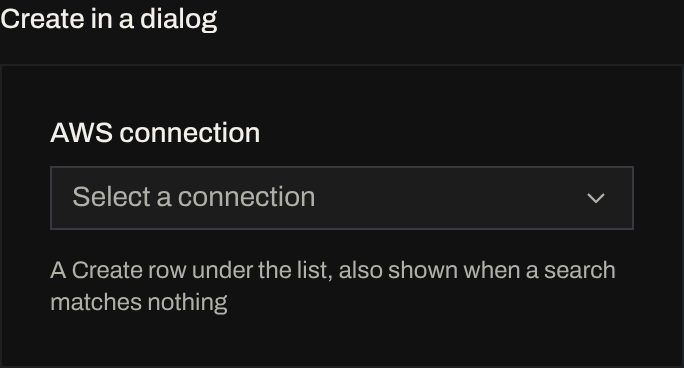 Create in a dialog
AWS connection
Select a connection
A Create row under the list, also shown when a search
matches nothing